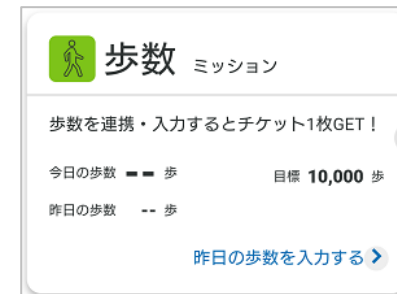 歩数 ミッション
歩数を連携・入力するとチケット1枚GET！
今日の歩数 -- 歩 目標 10,000 歩
昨日の歩数 -- 歩
昨日の歩数を入力する